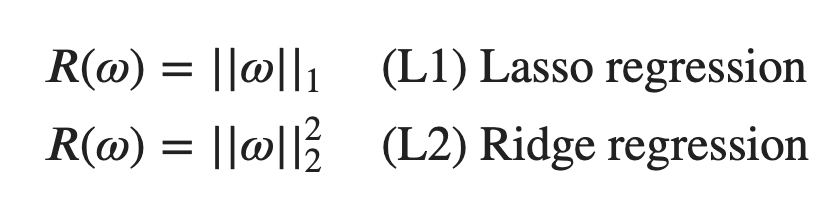 R(ω) = ||ω||₁ (L1) Lasso regression
R(ω) = ||ω||₂² (L2) Ridge regression